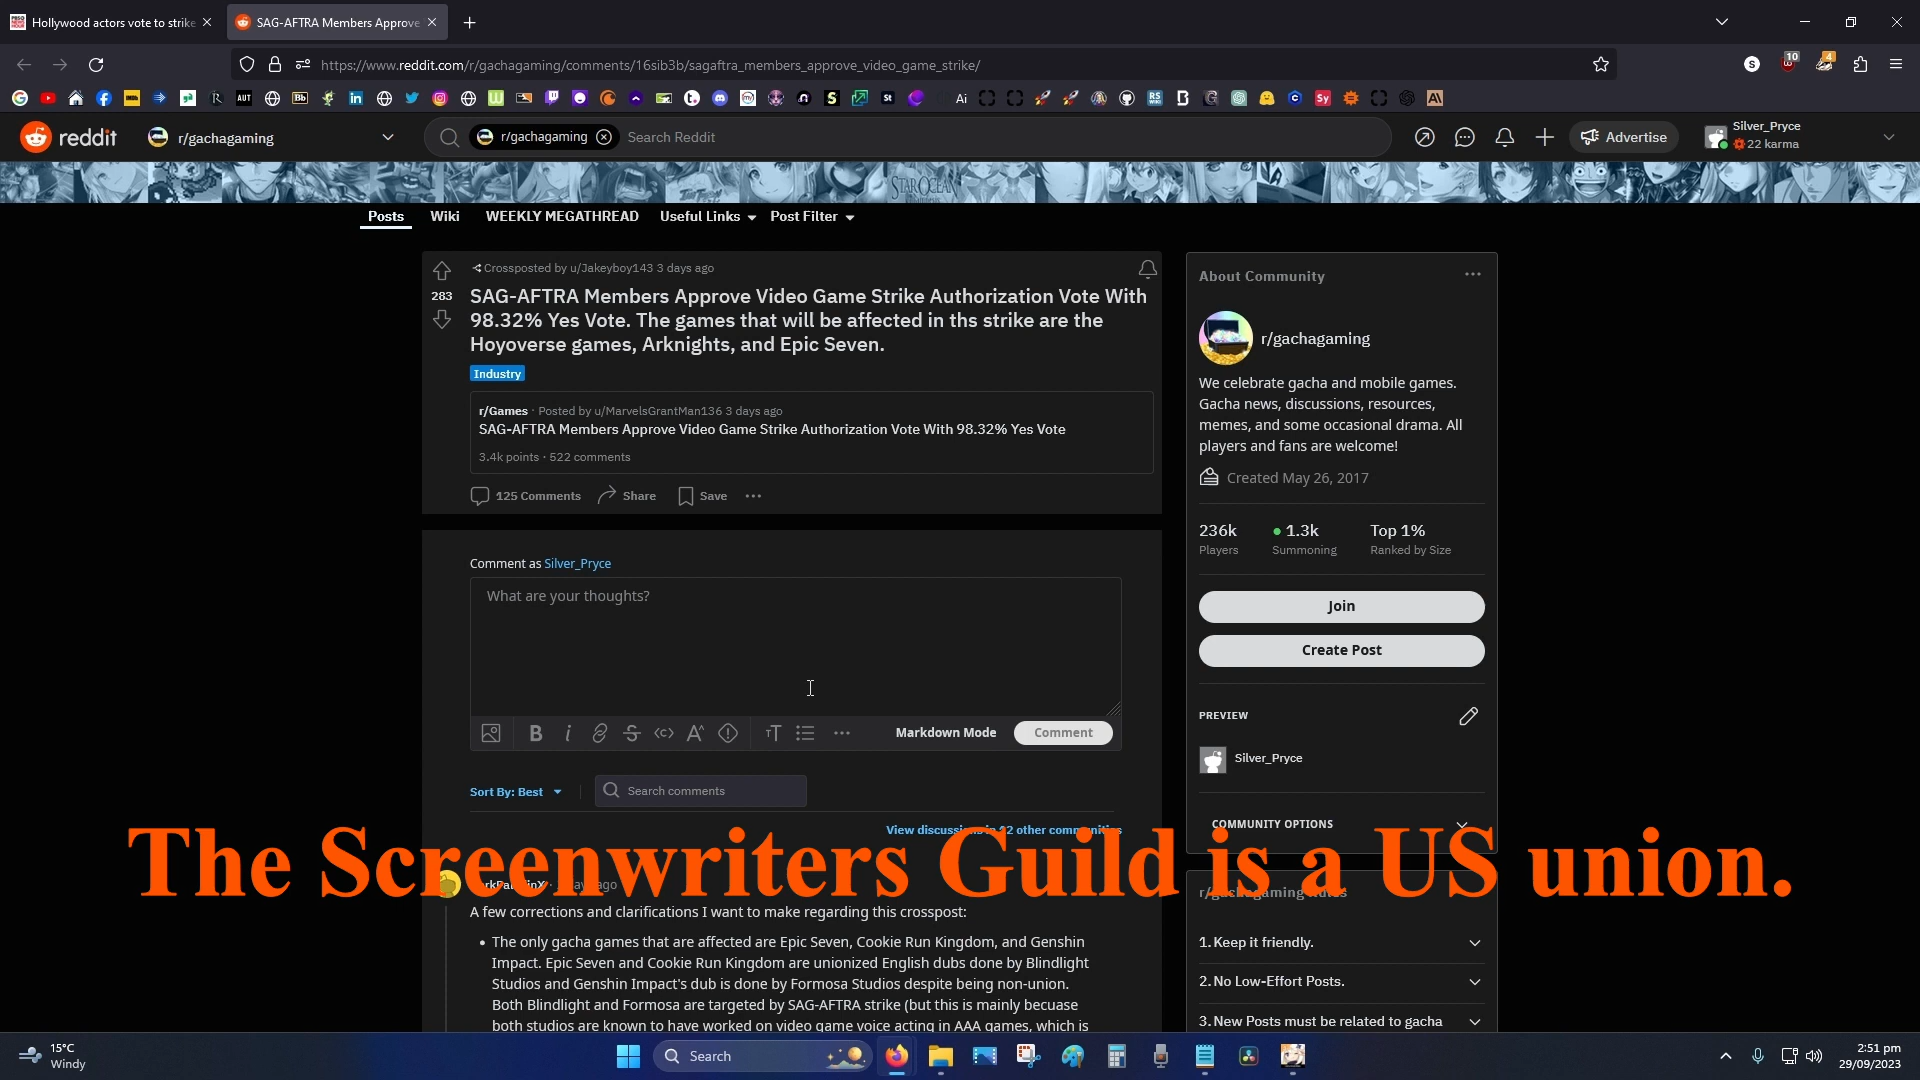 Hollywood actors vote to strike
SAG-AFTRA Members Approve
https://www.reddit.com/r/gachagaming/comments/16sib3b/sagaftra_members_approve_video_game_strike/
reddit
r/gachagaming
r/gachagaming
Search Reddit
Advertise
Silver_Pryce
22 karma
Posts
Wiki
WEEKLY MEGATHREAD
Useful Links
Post Filter
Crossposted by u/Jakeyboy143 3 days ago
283
SAG-AFTRA Members Approve Video Game Strike Authorization Vote With
98.32% Yes Vote. The games that will be affected in ths strike are the
Hoyoverse games, Arknights, and Epic Seven.
Industry
r/Games · Posted by u/MarvelsGrantMan136 3 days ago
SAG-AFTRA Members Approve Video Game Strike Authorization Vote With 98.32% Yes Vote
3.4k points · 522 comments
125 Comments
Share
Save
Comment as Silver_Pryce
What are your thoughts?
Markdown Mode
Comment
Sort By: Best
Search comments
View discussions in 12 other communities
The Screenwriters Guild is a US union.
A few corrections and clarifications I want to make regarding this crosspost:
The only gacha games that are affected are Epic Seven, Cookie Run Kingdom, and Genshin
Impact. Epic Seven and Cookie Run Kingdom are unionized English dubs done by Blindlight
Studios and Genshin Impact's dub is done by Formosa Studios despite being non-union.
Both Blindlight and Formosa are targeted by SAG-AFTRA strike (but this is mainly becuase
both studios are known to have worked on video game voice acting in AAA games, which is
About Community
r/gachagaming
We celebrate gacha and mobile games.
Gacha news, discussions, resources,
memes, and some occasional drama. All
players and fans are welcome!
Created May 26, 2017
236k
Players
1.3k
Summoning
Top 1%
Ranked by Size
Join
Create Post
PREVIEW
Silver_Pryce
COMMUNITY OPTIONS
r/gachagaming Rules
1. Keep it friendly.
2. No Low-Effort Posts.
3. New Posts must be related to gacha
15°C
Windy
Search
2:51 pm
29/09/2023